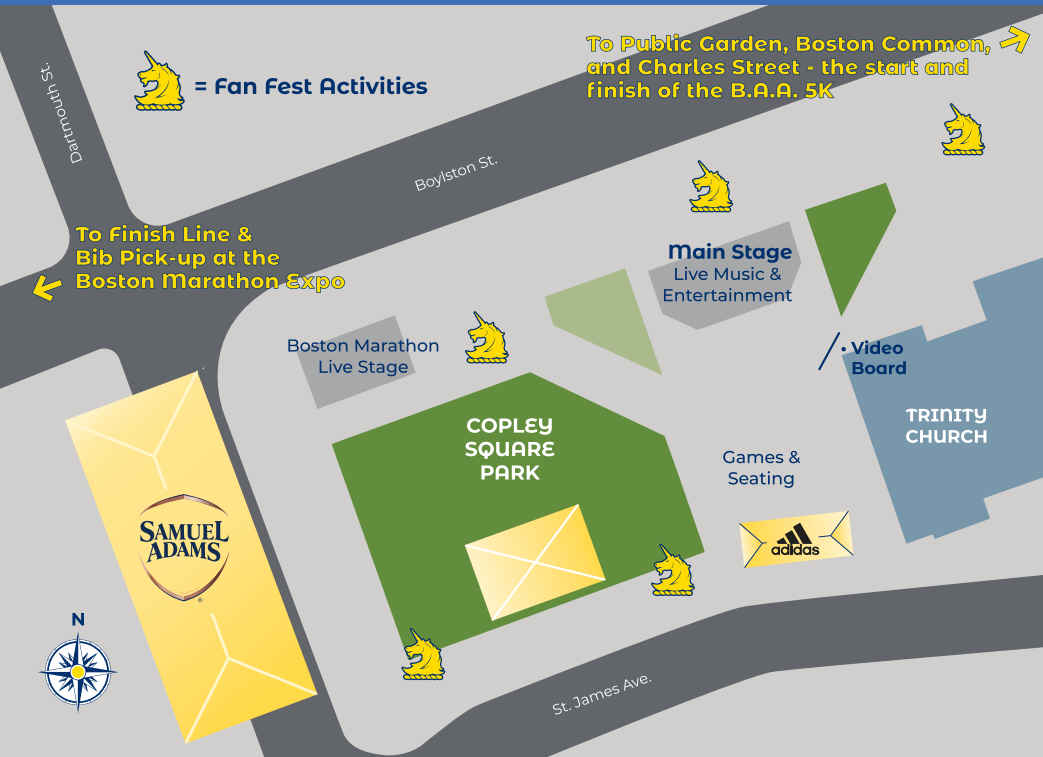 To Public Garden, Boston Common,
and Charles Street - the start and
finish of the B.A.A. 5K
Dartmouth St.
= Fan Fest Activities
Boylston St.
To Finish Line &
Bib Pick-up at the
Boston Marathon Expo
Main Stage
Live Music &
Entertainment
Boston Marathon
Live Stage
• Video
Board
COPLEY
SQUARE
PARK
TRINITY
CHURCH
Games &
Seating
SAMUEL
ADAMS
®
adidas
N
St. James Ave.